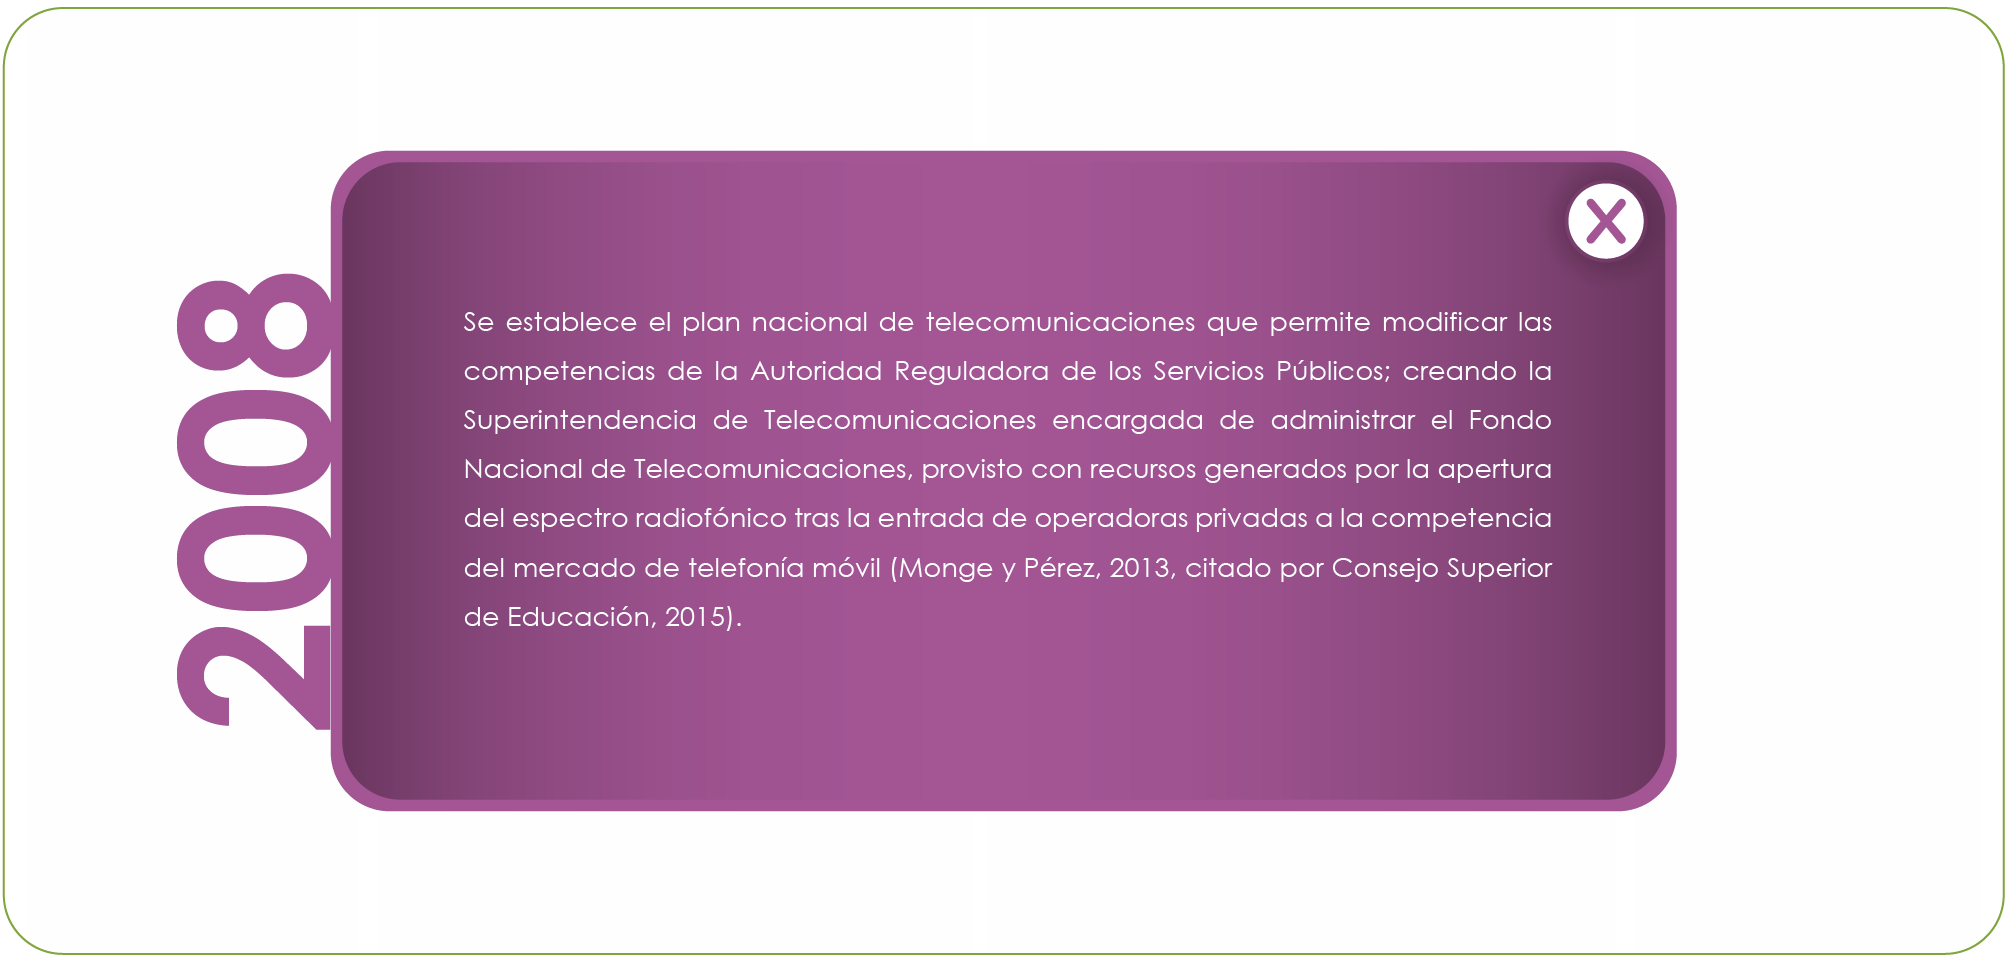 2008
X
Se establece el plan nacional de telecomunicaciones que permite modificar las
competencias de la Autoridad Reguladora de los Servicios Públicos; creando la
Superintendencia de Telecomunicaciones encargada de administrar el Fondo
Nacional de Telecomunicaciones, provisto con recursos generados por la apertura
del espectro radiofónico tras la entrada de operadoras privadas a la competencia
del mercado de telefonía móvil (Monge y Pérez, 2013, citado por Consejo Superior
de Educación, 2015).